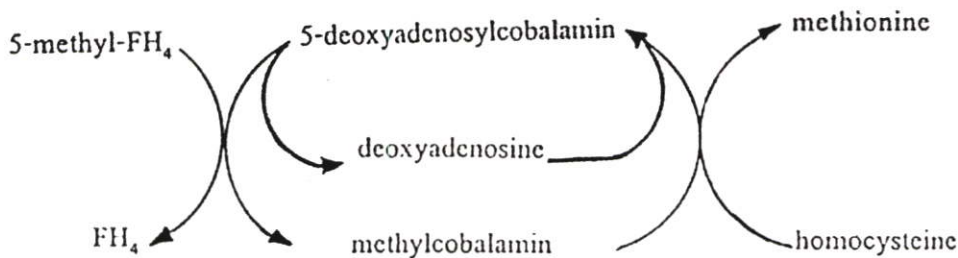 5-methyl-FH₄
5-deoxyadenosylcobalamin
methionine
deoxyadenosine
FH₄
methylcobalamin
homocysteine